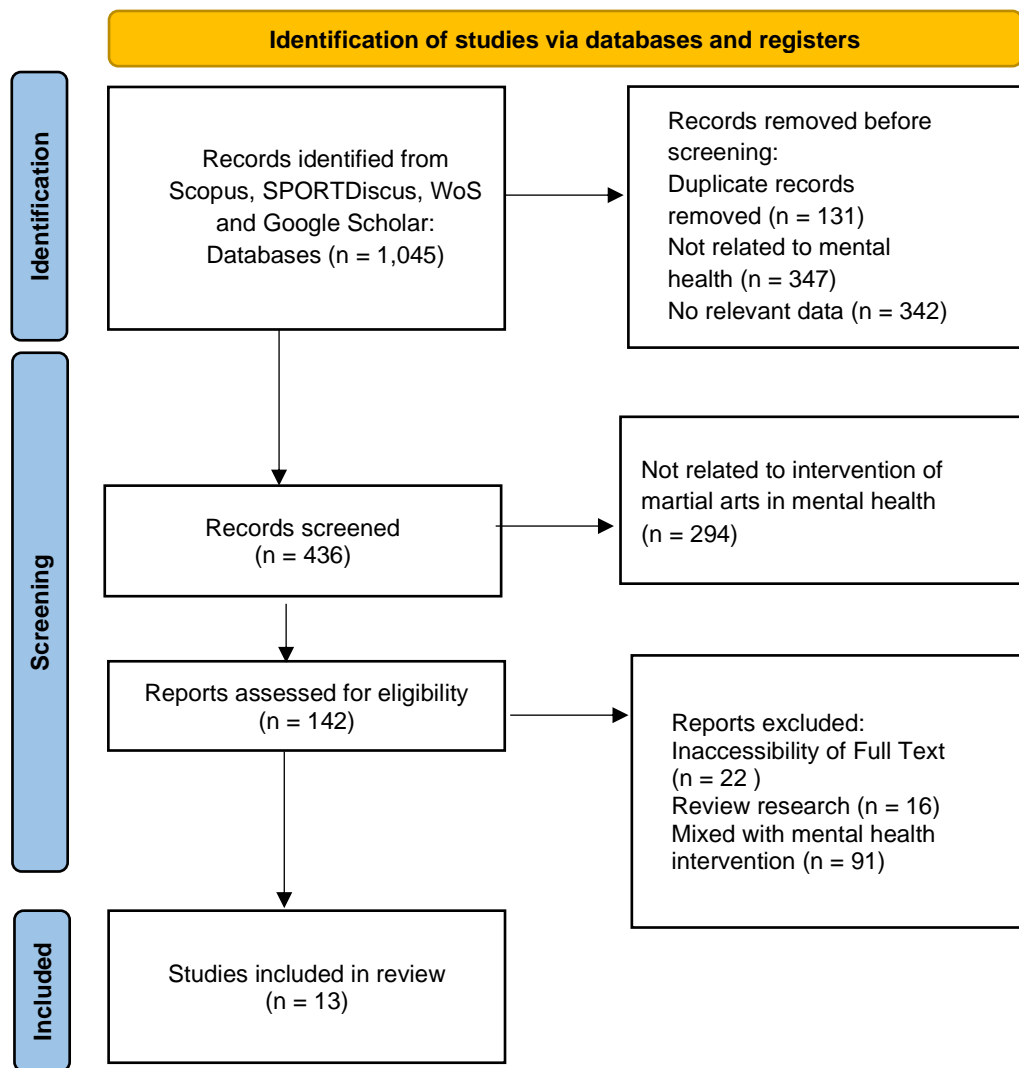 Identification of studies via databases and registers
Identification
Records identified from
Scopus, SPORTDiscus, WoS
and Google Scholar:
Databases (n = 1,045)
Records removed before
screening:
Duplicate records
removed (n = 131)
Not related to mental
health (n = 347)
No relevant data (n = 342)
Screening
Records screened
(n = 436)
Not related to intervention of
martial arts in mental health
(n = 294)
Reports assessed for eligibility
(n = 142)
Reports excluded:
Inaccessibility of Full Text
(n = 22 )
Review research (n = 16)
Mixed with mental health
intervention (n = 91)
Included
Studies included in review
(n = 13)